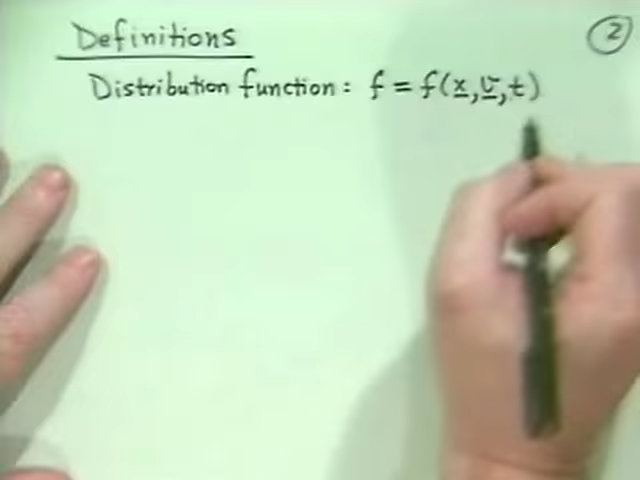 Definitions
②
Distribution function: f = f(x̲, v̲, t)